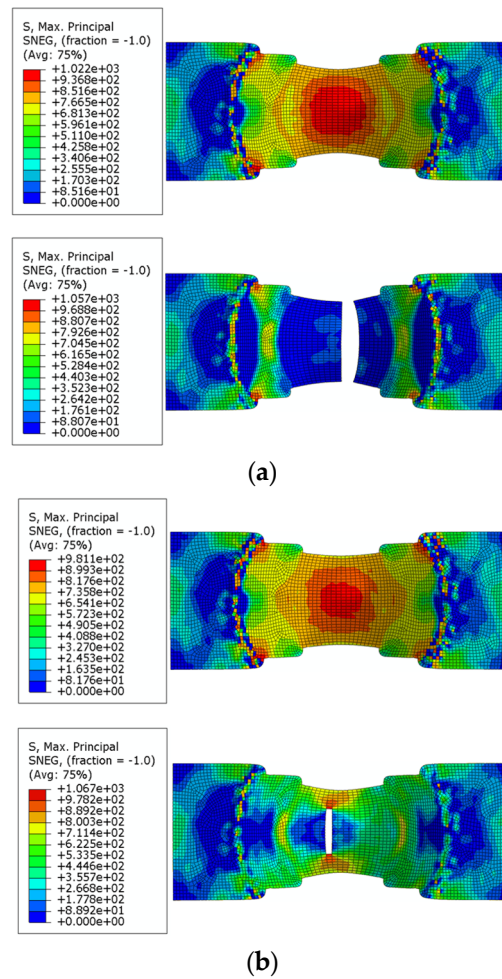 S, Max. Principal
SNEG, (fraction = -1.0)
(Avg: 75%)
+1.022e+03
+9.368e+02
+8.516e+02
+7.665e+02
+6.813e+02
+5.961e+02
+5.110e+02
+4.258e+02
+3.406e+02
+2.555e+02
+1.703e+02
+8.516e+01
+0.000e+00
S, Max. Principal
SNEG, (fraction = -1.0)
(Avg: 75%)
+1.057e+03
+9.688e+02
+8.807e+02
+7.926e+02
+7.045e+02
+6.165e+02
+5.284e+02
+4.403e+02
+3.523e+02
+2.642e+02
+1.761e+02
+8.807e+01
+0.000e+00
(a)
S, Max. Principal
SNEG, (fraction = -1.0)
(Avg: 75%)
+9.811e+02
+8.993e+02
+8.176e+02
+7.358e+02
+6.541e+02
+5.723e+02
+4.905e+02
+4.088e+02
+3.270e+02
+2.453e+02
+1.635e+02
+8.176e+01
+0.000e+00
S, Max. Principal
SNEG, (fraction = -1.0)
(Avg: 75%)
+1.067e+03
+9.782e+02
+8.892e+02
+8.003e+02
+7.114e+02
+6.225e+02
+5.335e+02
+4.446e+02
+3.557e+02
+2.668e+02
+1.778e+02
+8.892e+01
+0.000e+00
(b)